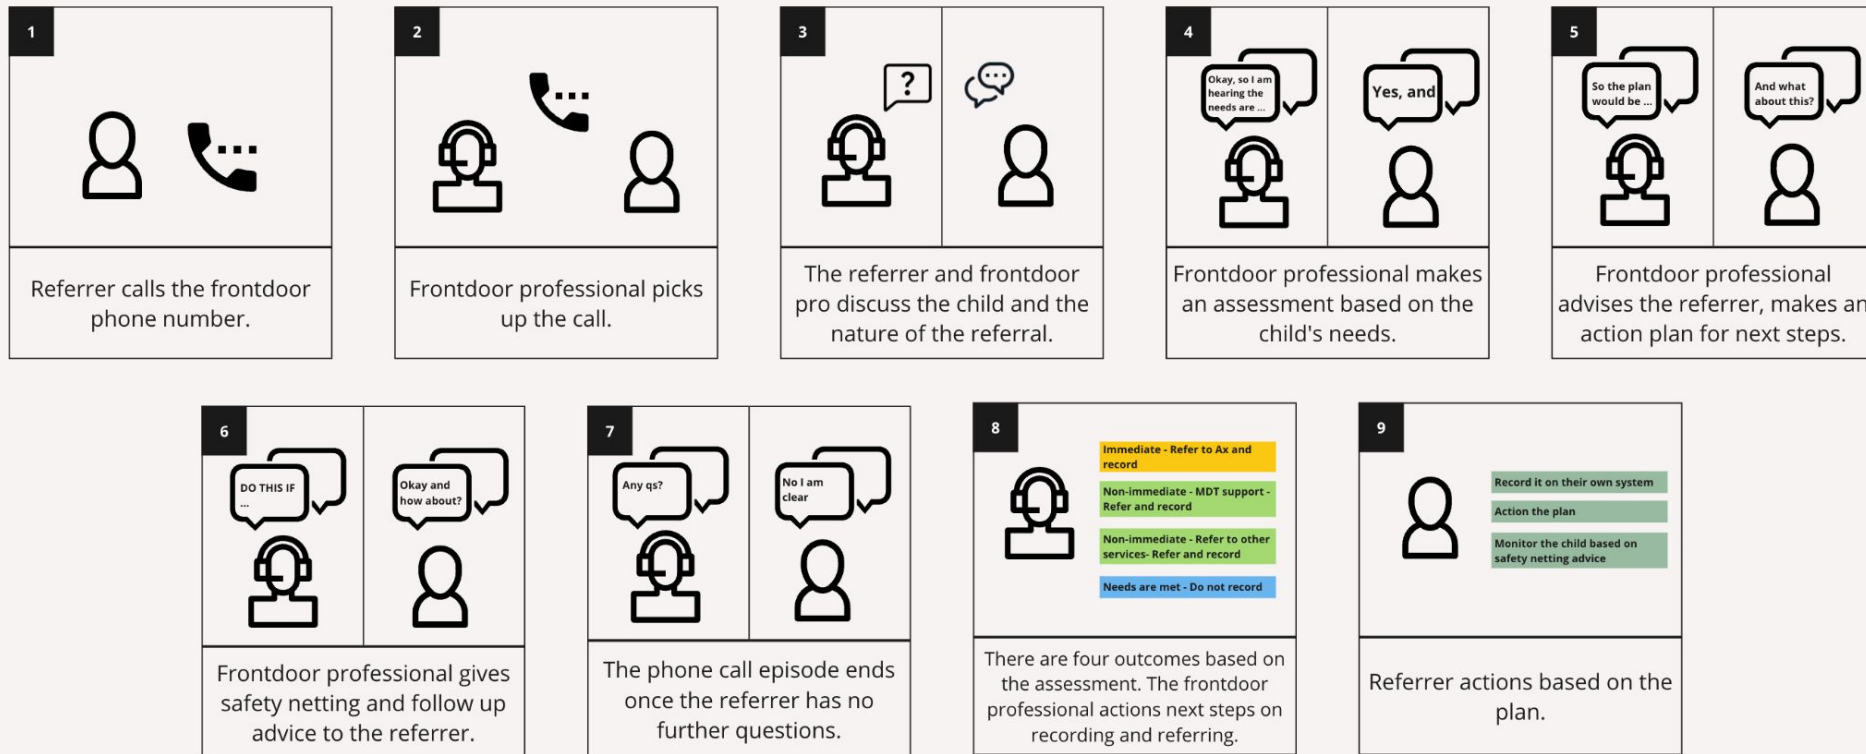 1
Referrer calls the frontdoor
phone number.
2
Frontdoor professional picks
up the call.
3
?
The referrer and frontdoor
pro discuss the child and the
nature of the referral.
4
Okay, so I am
hearing the
needs are ...
Yes, and
Frontdoor professional makes
an assessment based on the
child's needs.
5
So the plan
would be ...
And what
about this?
Frontdoor professional
advises the referrer, makes an
action plan for next steps.
6
DO THIS IF
...
Okay and
how about?
Frontdoor professional gives
safety netting and follow up
advice to the referrer.
7
Any qs?
No I am
clear
The phone call episode ends
once the referrer has no
further questions.
8
Immediate - Refer to Ax and
record
Non-immediate - MDT support -
Refer and record
Non-immediate - Refer to other
services- Refer and record
Needs are met - Do not record
There are four outcomes based on
the assessment. The frontdoor
professional actions next steps on
recording and referring.
9
Record it on their own system
Action the plan
Monitor the child based on
safety netting advice
Referrer actions based on the
plan.